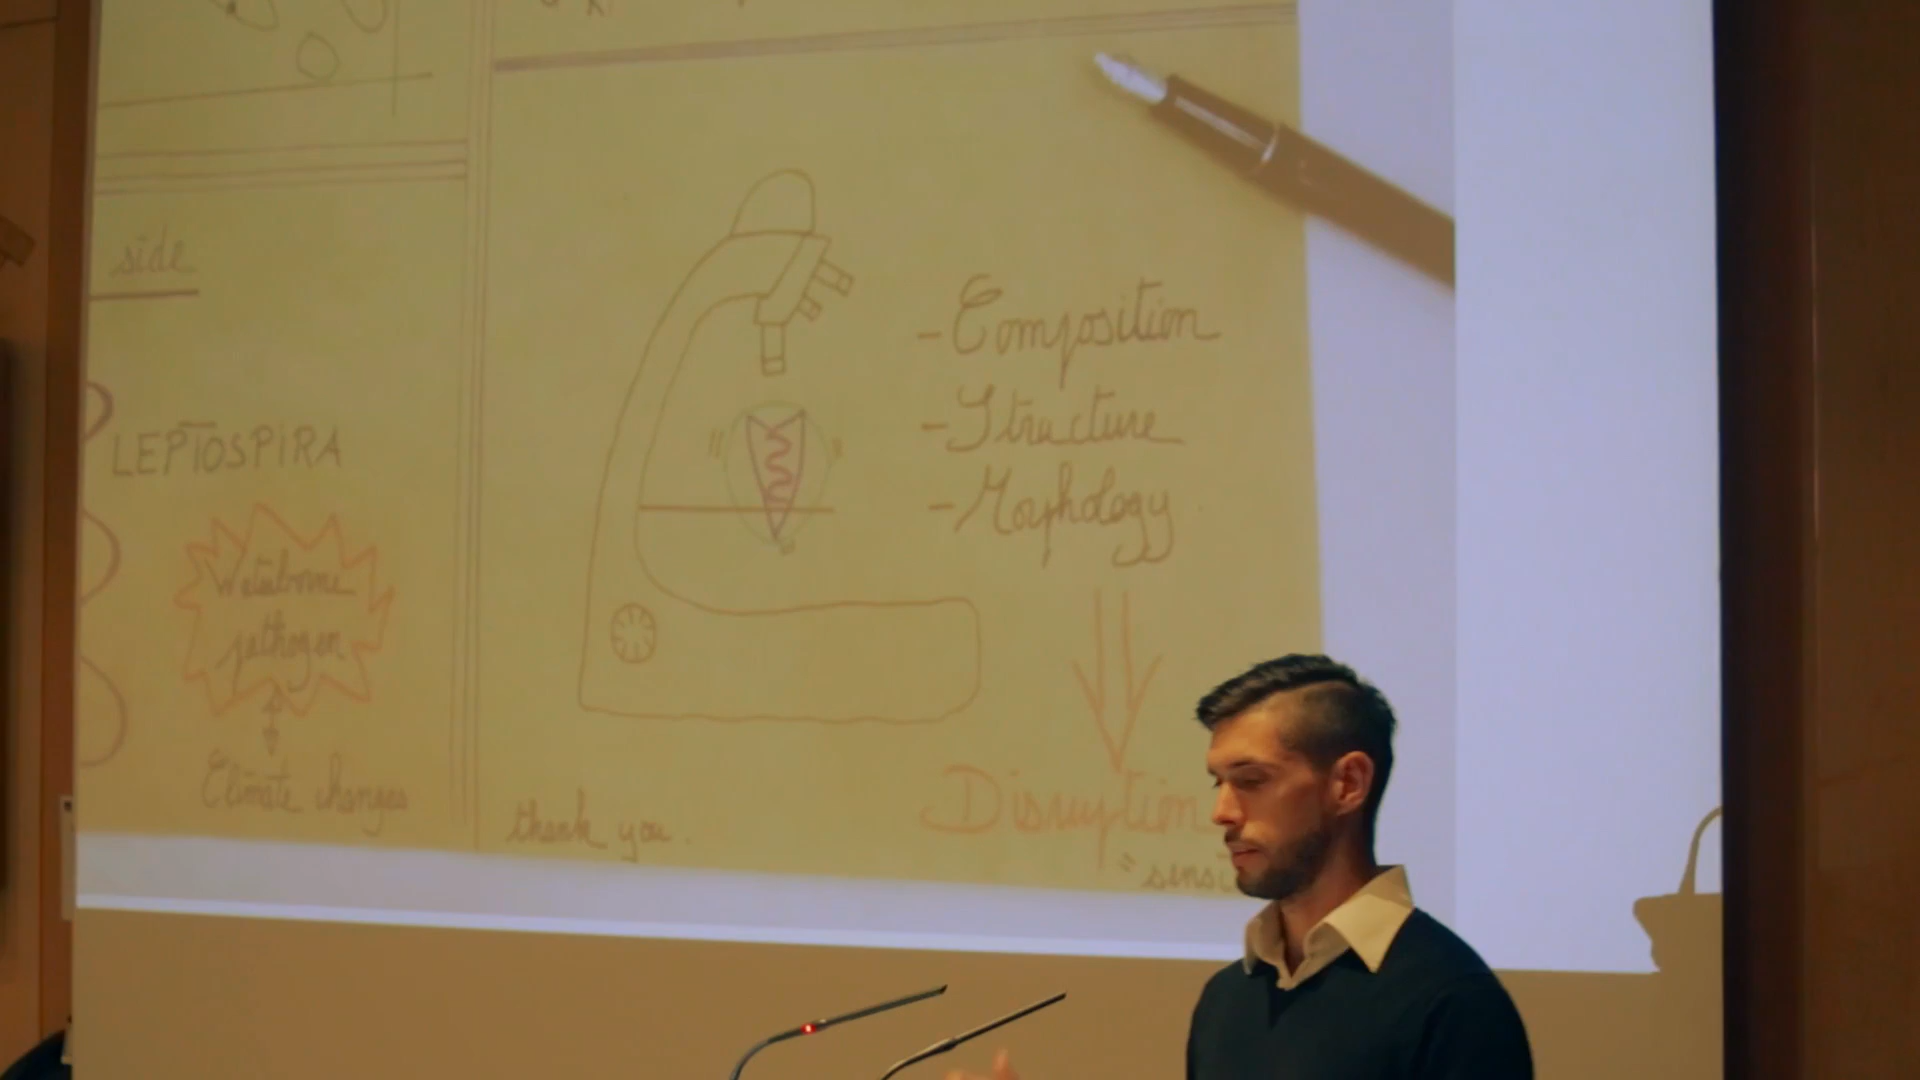 side
LEPTOSPIRA
Waterborne
pathogen
Climate changes
- Composition
- Structure
- Morphology
Disruption
thank you.